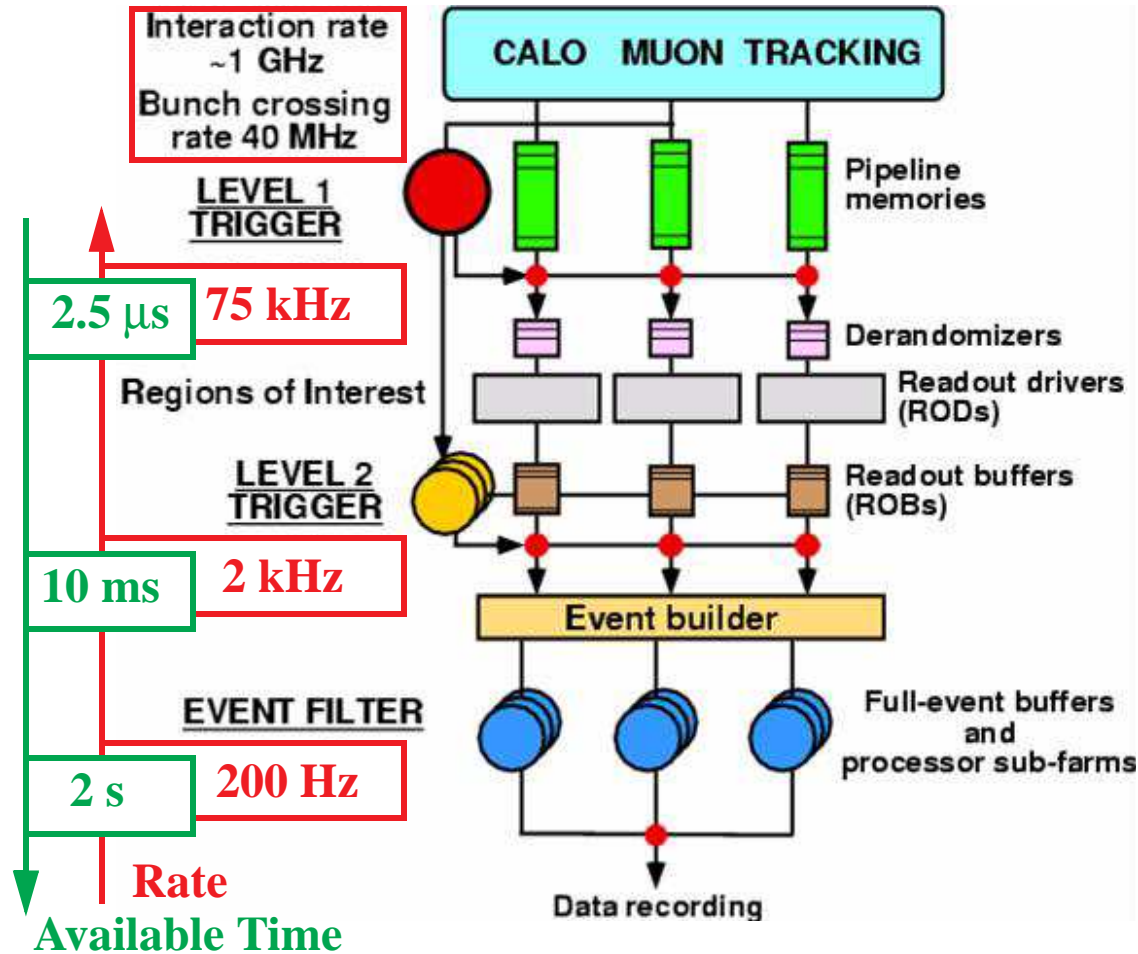 Interaction rate
~1 GHz
Bunch crossing
rate 40 MHz
CALO MUON TRACKING
LEVEL 1
TRIGGER
Pipeline
memories
2.5 μs
75 kHz
Derandomizers
Regions of Interest
Readout drivers
(RODs)
LEVEL 2
TRIGGER
Readout buffers
(ROBs)
10 ms
2 kHz
Event builder
EVENT FILTER
Full-event buffers
and
processor sub-farms
2 s
200 Hz
Rate
Available Time
Data recording